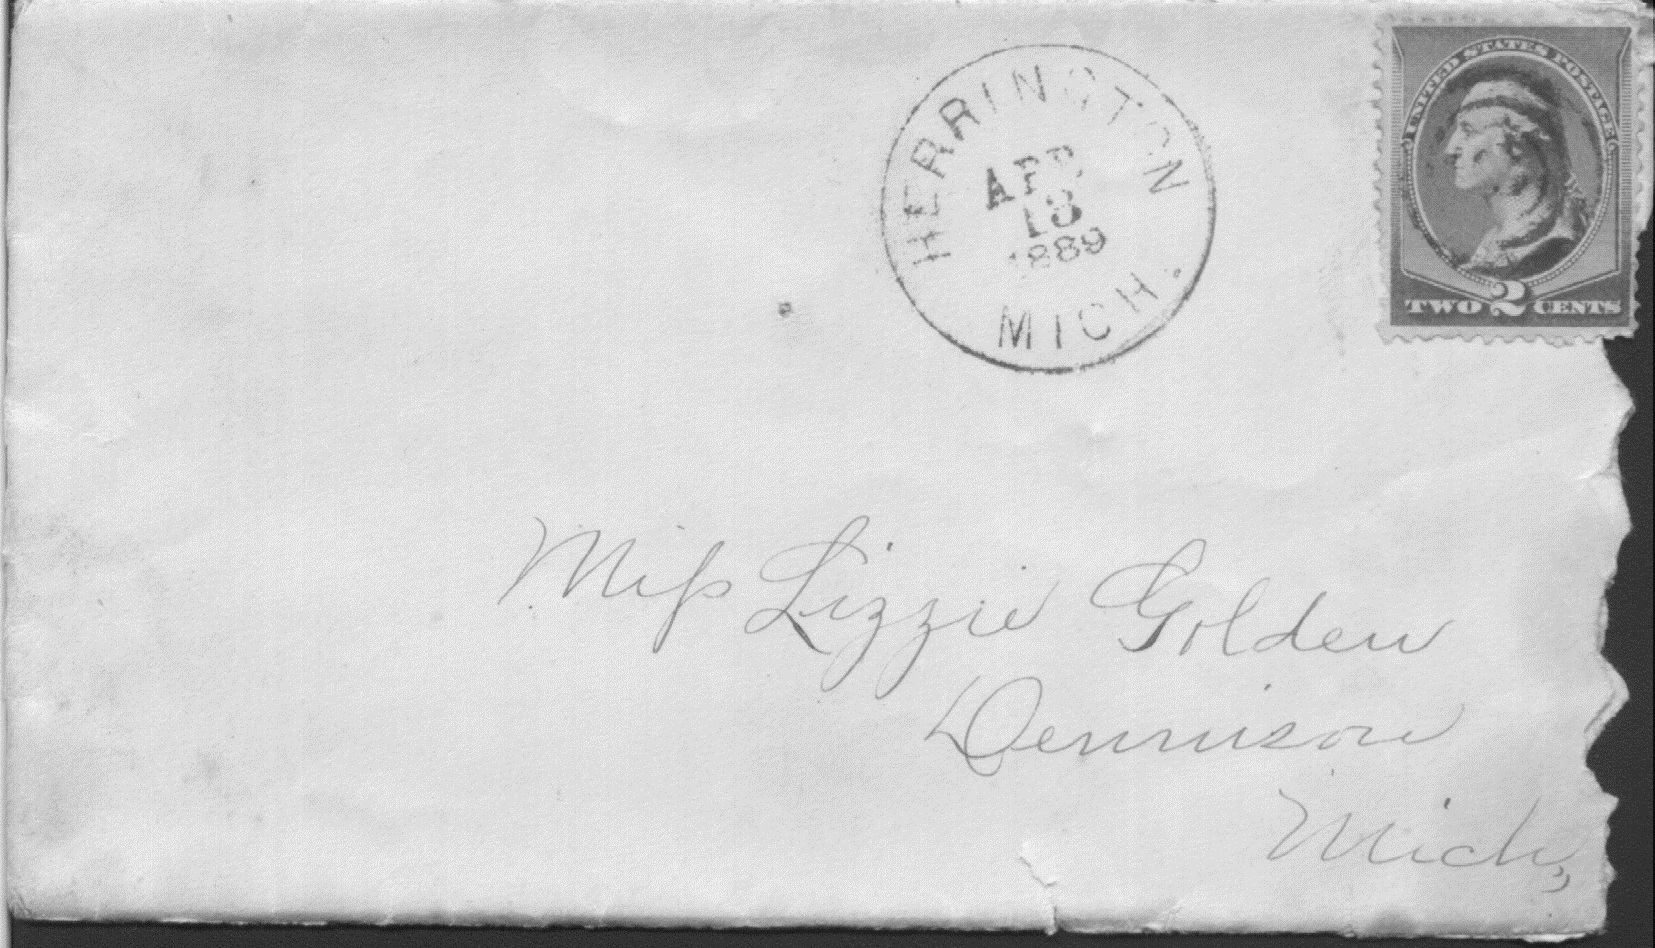 HERRINGTON
APR
13
1889
MICH.
UNITED STATES POSTAGE
TWO 2 CENTS
Miss Lizzie Golden
Dennison
Mich,,